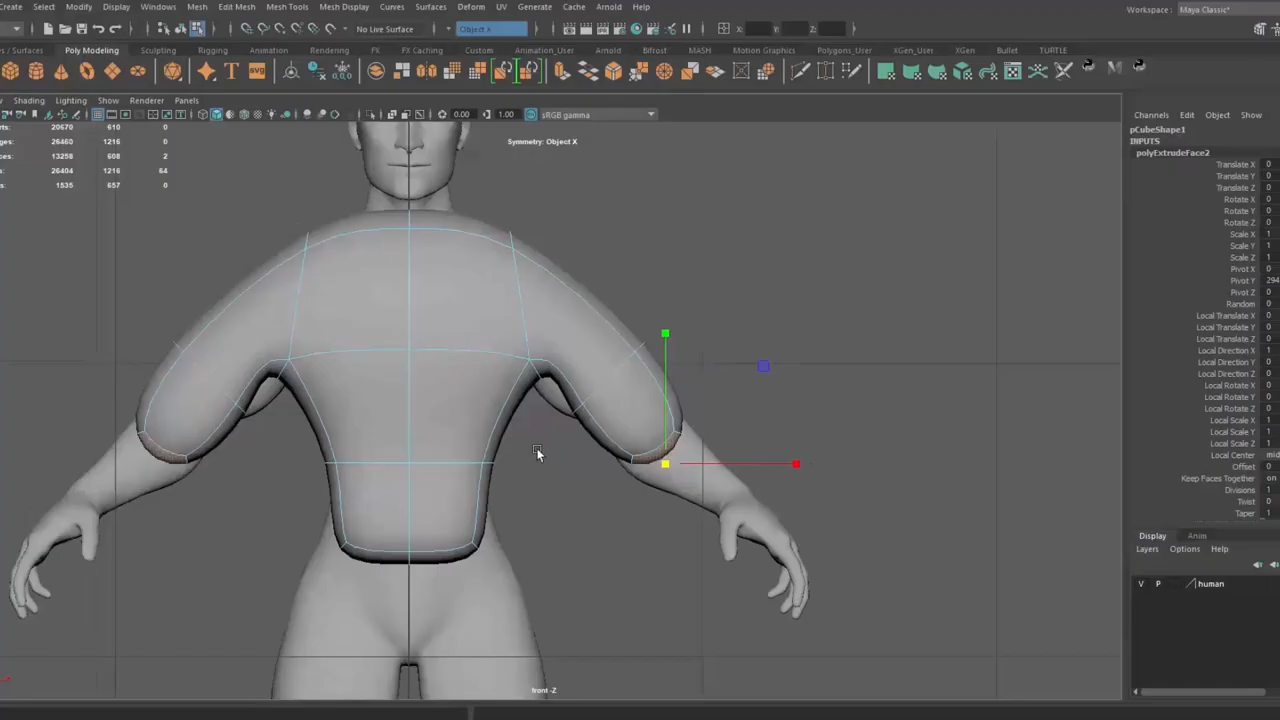 Create Select Modify Display Windows Mesh Edit Mesh Mesh Tools Mesh Display Curves Surfaces Deform UV Generate Cache Arnold Help
Workspace : Maya Classic*
No Live Surface Object X X: Y: Z:
s / Surfaces Poly Modeling Sculpting Rigging Animation Rendering FX FX Caching Custom Animation_User Arnold Bifrost MASH Motion Graphics Polygons_User XGen_User XGen Bullet TURTLE
Shading Lighting Show Renderer Panels
0.00 1.00 sRGB gamma
Channels Edit Object Show
rts: 20670 610 0
ges: 26460 1216 0
13258 608 2
s: 26404 1216 64
1535 657 0
Symmetry: Object X
pCubeShape1
INPUTS
polyExtrudeFace2
Translate X 0
Translate Y 0
Translate Z 0
Rotate X 0
Rotate Y 0
Rotate Z 0
Scale X 1
Scale Y 1
Scale Z 1
Pivot X 0
Pivot Y 294
Pivot Z 0
Random 0
Local Translate X 0
Local Translate Y 0
Local Translate Z 0
Local Direction X 1
Local Direction Y 0
Local Direction Z 0
Local Rotate X 0
Local Rotate Y 0
Local Rotate Z 0
Local Scale X 1
Local Scale Y 1
Local Scale Z 1
Local Center mid
Offset 0
Keep Faces Together on
Divisions 1
Twist 0
Taper 1
Display Anim
Layers Options Help
V P human
front -Z